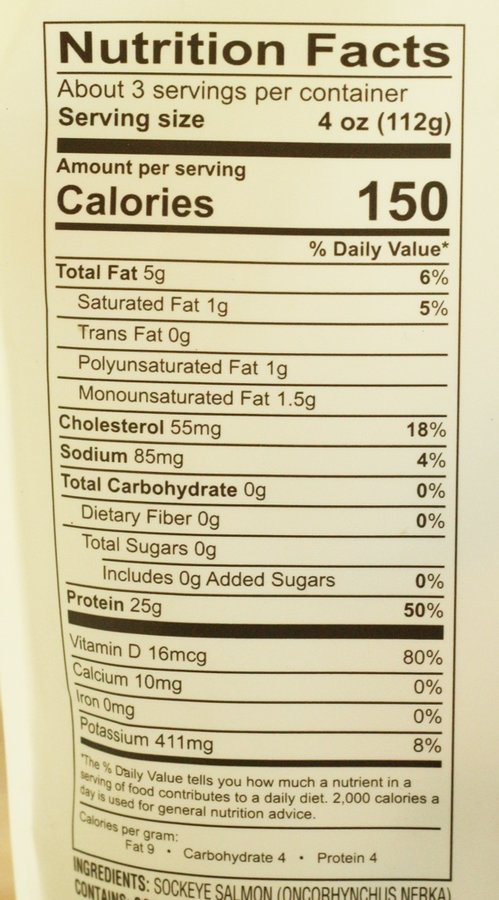 Nutrition Facts
About 3 servings per container
Serving size 4 oz (112g)
Amount per serving
Calories 150
% Daily Value*
Total Fat 5g 6%
Saturated Fat 1g 5%
Trans Fat 0g
Polyunsaturated Fat 1g
Monounsaturated Fat 1.5g
Cholesterol 55mg 18%
Sodium 85mg 4%
Total Carbohydrate 0g 0%
Dietary Fiber 0g 0%
Total Sugars 0g
Includes 0g Added Sugars 0%
Protein 25g 50%
Vitamin D 16mcg 80%
Calcium 10mg 0%
Iron 0mg 0%
Potassium 411mg 8%
*The % Daily Value tells you how much a nutrient in a
serving of food contributes to a daily diet. 2,000 calories a
day is used for general nutrition advice.
Calories per gram:
Fat 9 • Carbohydrate 4 • Protein 4
INGREDIENTS: SOCKEYE SALMON (ONCORHYNCHUS NERKA)
CONTAINS: